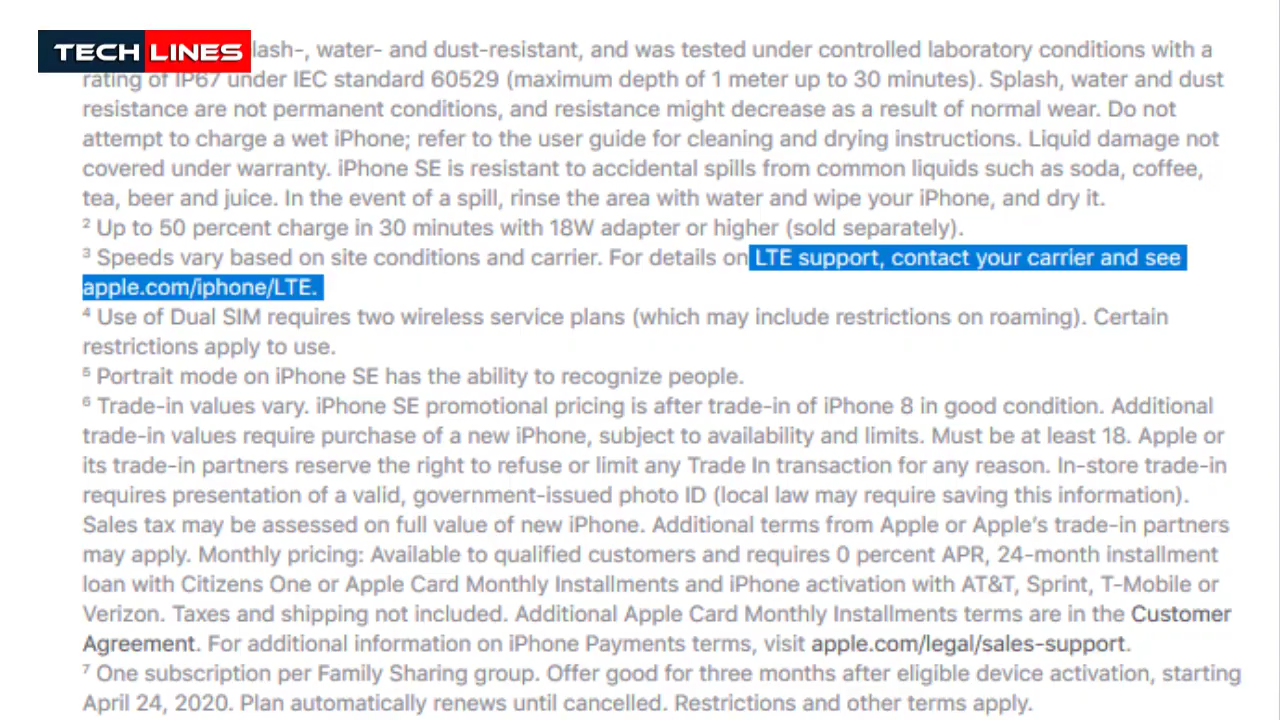 TECH LINES
lash-, water- and dust-resistant, and was tested under controlled laboratory conditions with a
rating of IP67 under IEC standard 60529 (maximum depth of 1 meter up to 30 minutes). Splash, water and dust
resistance are not permanent conditions, and resistance might decrease as a result of normal wear. Do not
attempt to charge a wet iPhone; refer to the user guide for cleaning and drying instructions. Liquid damage not
covered under warranty. iPhone SE is resistant to accidental spills from common liquids such as soda, coffee,
tea, beer and juice. In the event of a spill, rinse the area with water and wipe your iPhone, and dry it.
² Up to 50 percent charge in 30 minutes with 18W adapter or higher (sold separately).
³ Speeds vary based on site conditions and carrier. For details on LTE support, contact your carrier and see
apple.com/iphone/LTE.
⁴ Use of Dual SIM requires two wireless service plans (which may include restrictions on roaming). Certain
restrictions apply to use.
⁵ Portrait mode on iPhone SE has the ability to recognize people.
⁶ Trade-in values vary. iPhone SE promotional pricing is after trade-in of iPhone 8 in good condition. Additional
trade-in values require purchase of a new iPhone, subject to availability and limits. Must be at least 18. Apple or
its trade-in partners reserve the right to refuse or limit any Trade In transaction for any reason. In-store trade-in
requires presentation of a valid, government-issued photo ID (local law may require saving this information).
Sales tax may be assessed on full value of new iPhone. Additional terms from Apple or Apple's trade-in partners
may apply. Monthly pricing: Available to qualified customers and requires 0 percent APR, 24-month installment
loan with Citizens One or Apple Card Monthly Installments and iPhone activation with AT&T, Sprint, T-Mobile or
Verizon. Taxes and shipping not included. Additional Apple Card Monthly Installments terms are in the Customer
Agreement. For additional information on iPhone Payments terms, visit apple.com/legal/sales-support.
⁷ One subscription per Family Sharing group. Offer good for three months after eligible device activation, starting
April 24, 2020. Plan automatically renews until cancelled. Restrictions and other terms apply.